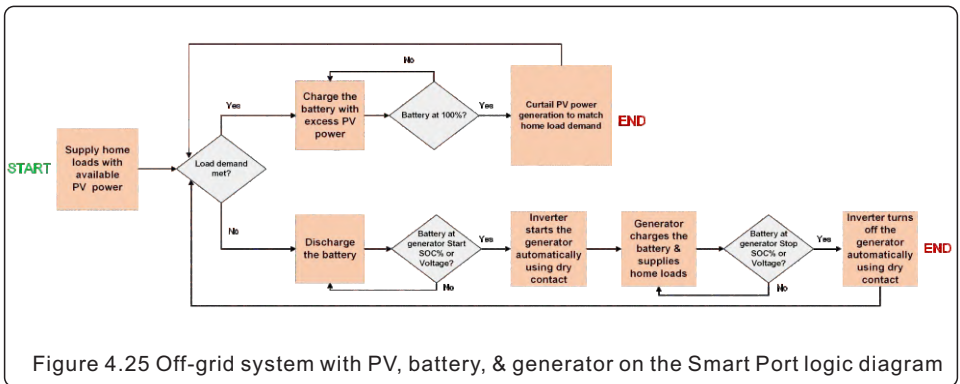 START
Supply home
loads with
available
PV power
Load demand
met?
Yes
Charge the
battery with
excess PV
power
No
Battery at 100%?
Yes
Curtail PV power
generation to match
home load demand
END
No
Discharge
the battery
Battery at
generator Start
SOC% or
Voltage?
No
Yes
Inverter
starts the
generator
automatically
using dry
contact
Generator
charges the
battery &
supplies
home loads
Battery at
generator Stop
SOC% or
Voltage?
No
Yes
Inverter turns
off the
generator
automatically
using dry
contact
END
Figure 4.25 Off-grid system with PV, battery, & generator on the Smart Port logic diagram